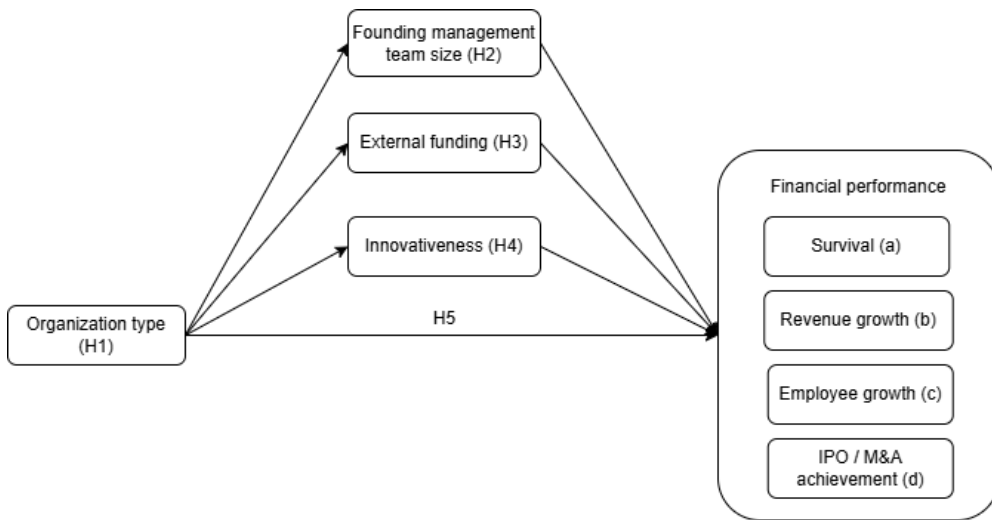 Founding management
team size (H2)
External funding (H3)
Innovativeness (H4)
Organization type
(H1)
H5
Financial performance
Survival (a)
Revenue growth (b)
Employee growth (c)
IPO / M&A
achievement (d)